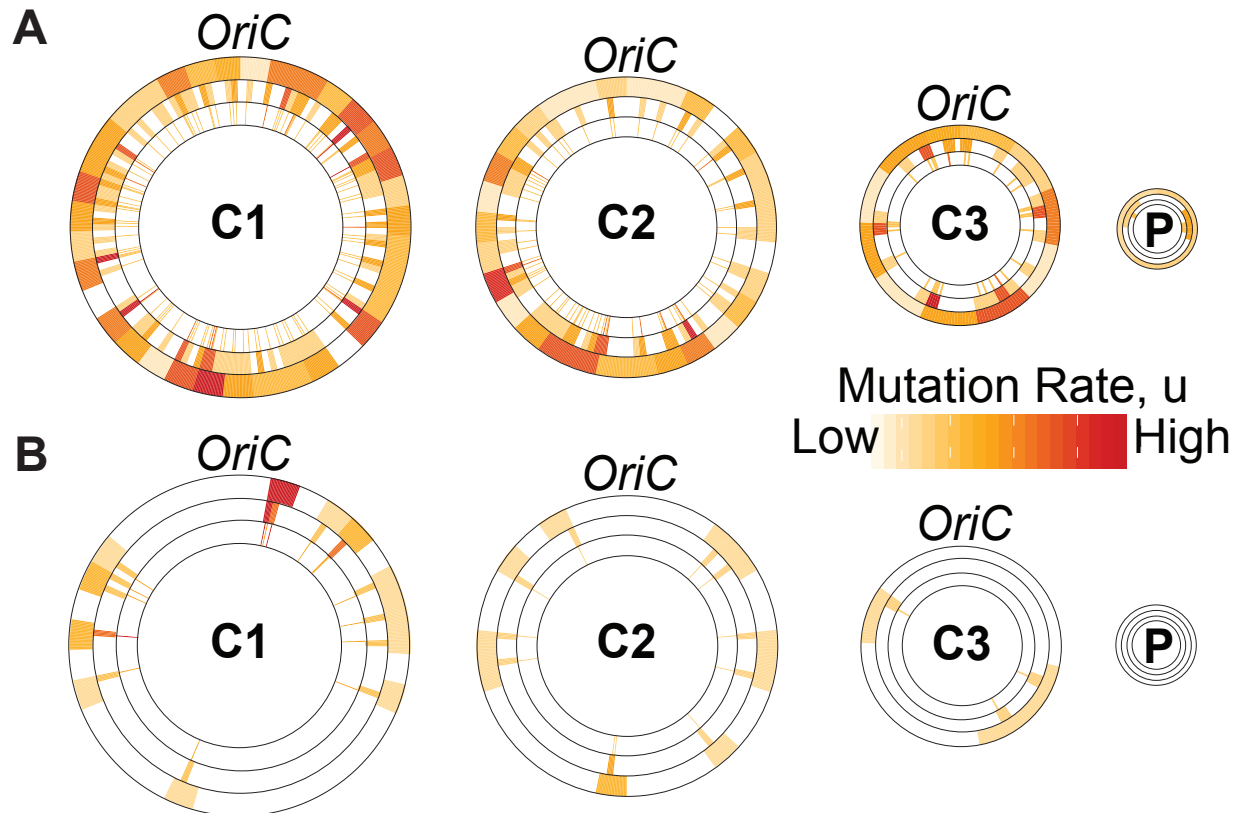 A
OriC
OriC
OriC
C1
C2
C3
P
Mutation Rate, u
Low
High
B
OriC
OriC
OriC
C1
C2
C3
P